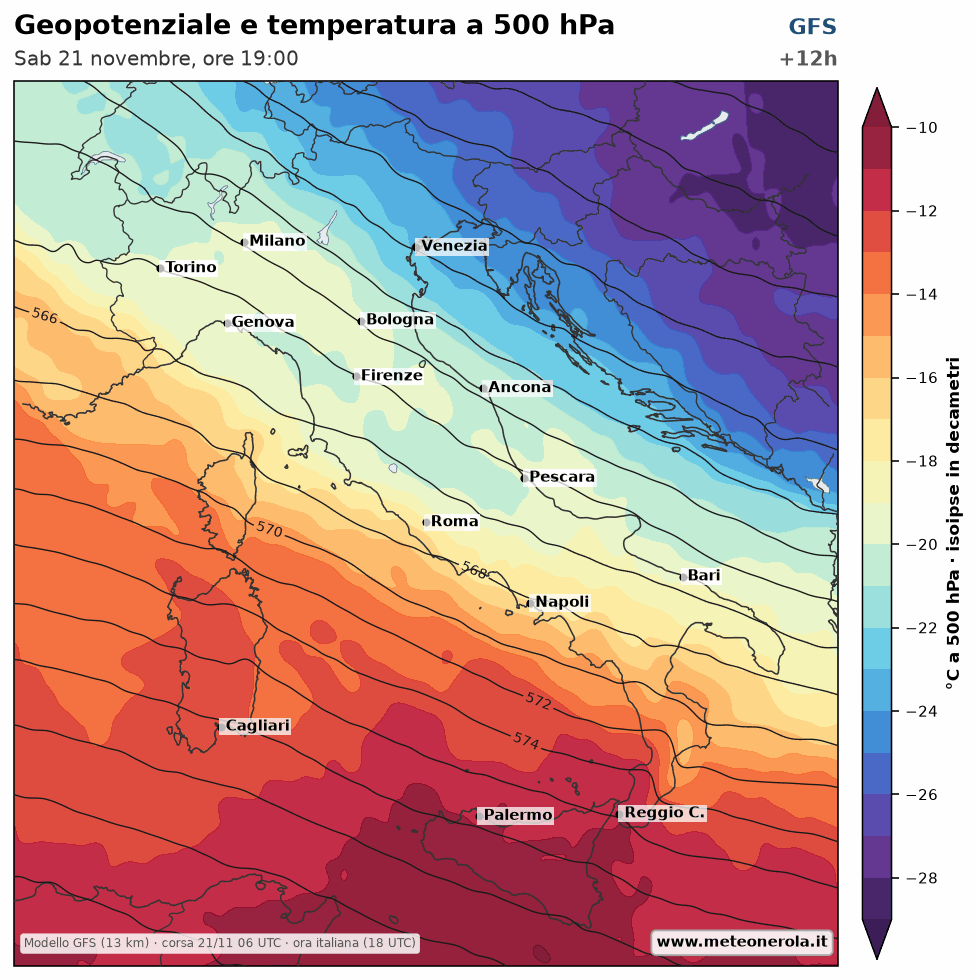 Geopotenziale e temperatura a 500 hPa
GFS
Sab 21 novembre, ore 19:00
+12h
−10
−12
−14
−16
−18
−20
−22
−24
−26
−28
°C a 500 hPa · isoipse in decametri
Milano
Venezia
Torino
566
Genova
Bologna
Firenze
Ancona
Pescara
Roma
570
568
Bari
Napoli
572
Cagliari
574
Palermo
Reggio C.
Modello GFS (13 km) · corsa 21/11 06 UTC · ora italiana (18 UTC)
www.meteonerola.it